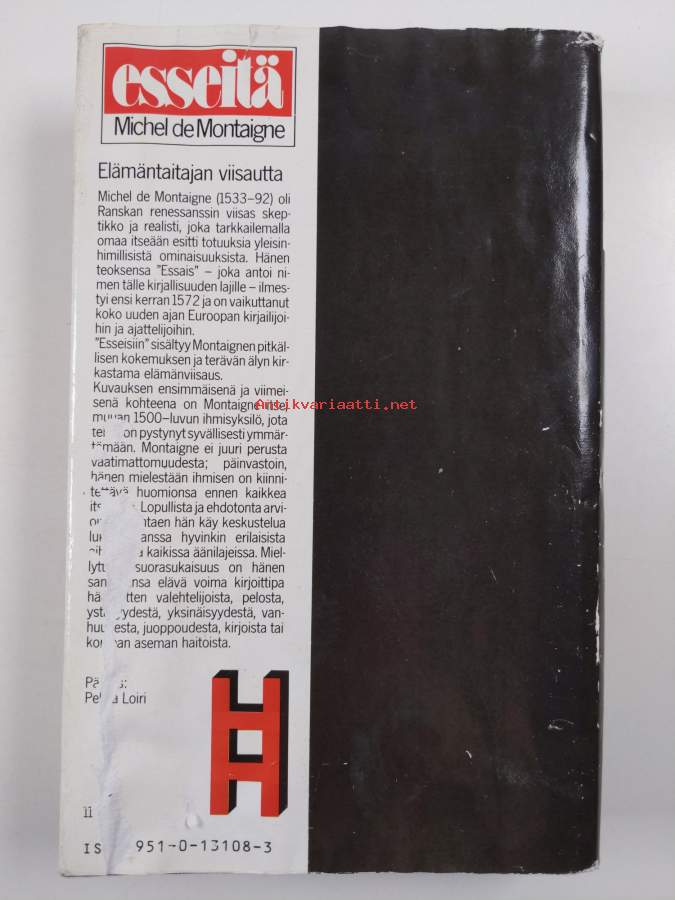 esseitä
Michel de Montaigne
Elämäntaitajan viisautta
Michel de Montaigne (1533–92) oli
Ranskan renessanssin viisas skep-
tikko ja realisti, joka tarkkailemalla
omaa itseään esitti totuuksia yleisin-
himillisistä ominaisuuksista. Hänen
teoksensa "Essais" – joka antoi ni-
men tälle kirjallisuuden lajille – ilmes-
tyi ensi kerran 1572 ja on vaikuttanut
koko uuden ajan Euroopan kirjailijoi-
hin ja ajattelijoihin.
"Esseisiin" sisältyy Montaignen pitkäl-
lisen kokemuksen ja terävän älyn kir-
kastama elämänviisaus.
Kuvauksen ensimmäisenä ja viimei-
senä kohteena on Montaigne
1500–luvun ihmisyksilö, jota
on pystynyt syvällisesti ymmär-
tämään. Montaigne ei juuri perusta
vaatimattomuudesta; päinvastoin,
hänen mielestään ihmisen on kiinni-
tettävä huomionsa ennen kaikkea
Lopullista ja ehdotonta arvi-
hän käy keskustelua
hyvinkin erilaisista
kaikissa äänilajeissa. Miel-
suorasukaisuus on hänen
elävä voima kirjoittipa
valehtelijoista, pelosta,
yksinäisyydestä, van-
juoppoudesta, kirjoista tai
aseman haitoista.
Loiri
Antikvariaatti.net
11
951-0-13108-3